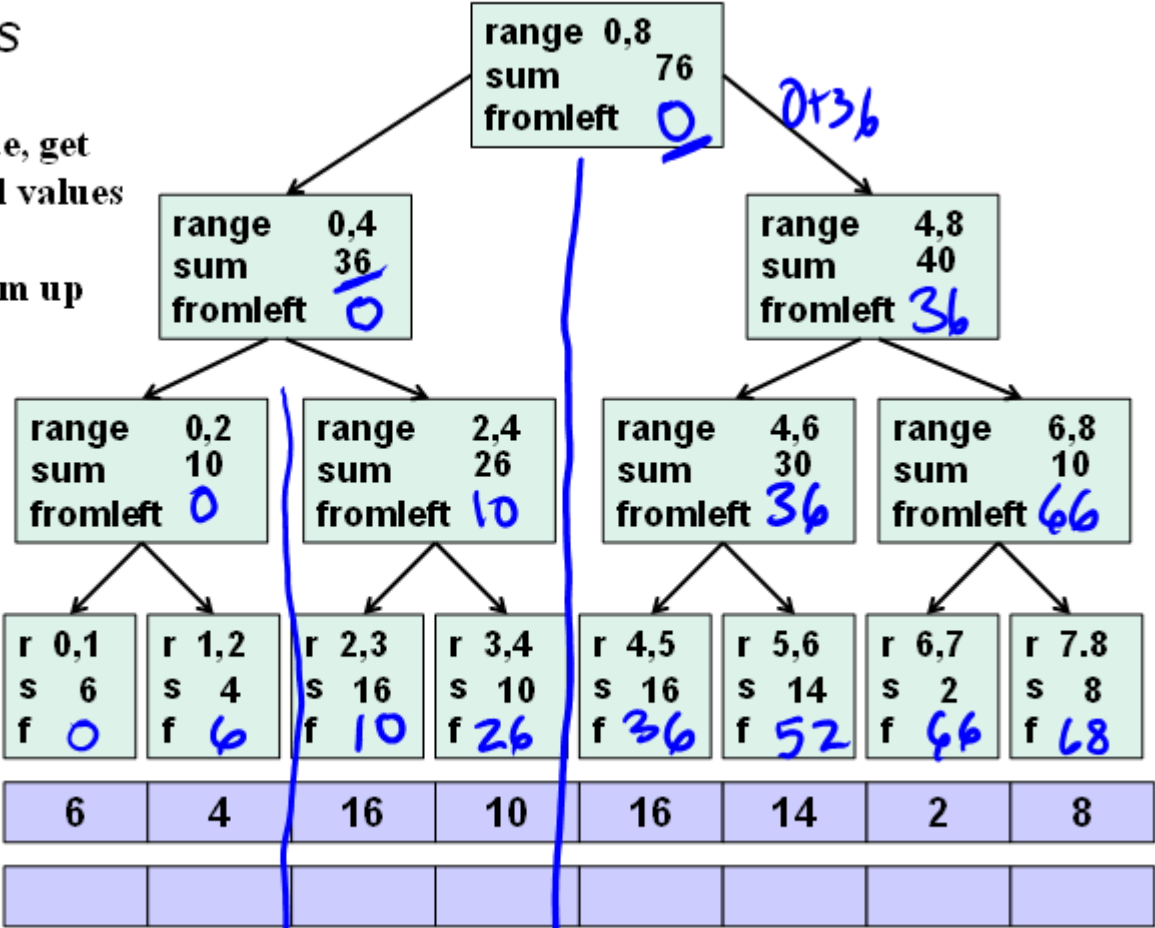 s
e, get
l values
m up
range 0,8
sum 76
fromleft 0
0+36
range 0,4
sum 36
fromleft 0
range 4,8
sum 40
fromleft 36
range 0,2
sum 10
fromleft 0
range 2,4
sum 26
fromleft 10
range 4,6
sum 30
fromleft 36
range 6,8
sum 10
fromleft 66
r 0,1
s 6
f 0
r 1,2
s 4
f 6
r 2,3
s 16
f 10
r 3,4
s 10
f 26
r 4,5
s 16
f 36
r 5,6
s 14
f 52
r 6,7
s 2
f 66
r 7.8
s 8
f 68
6 4 16 10 16 14 2 8